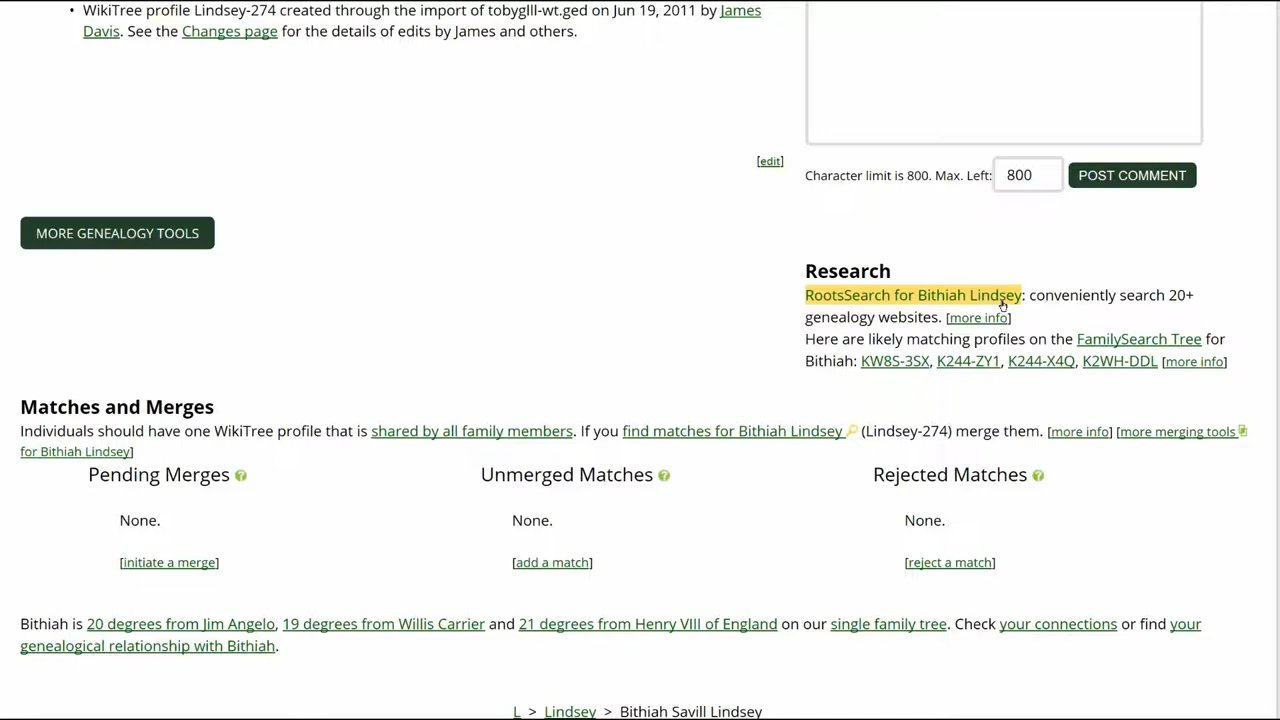 • WikiTree profile Lindsey-274 created through the import of tobyglll-wt.ged on Jun 19, 2011 by James
Davis. See the Changes page for the details of edits by James and others.
[edit]
Character limit is 800. Max. Left: 800 POST COMMENT
MORE GENEALOGY TOOLS
Research
RootsSearch for Bithiah Lindsey: conveniently search 20+
genealogy websites. [more info]
Here are likely matching profiles on the FamilySearch Tree for
Bithiah: KW8S-3SX, K244-ZY1, K244-X4Q, K2WH-DDL [more info]
Matches and Merges
Individuals should have one WikiTree profile that is shared by all family members. If you find matches for Bithiah Lindsey (Lindsey-274) merge them. [more info] [more merging tools
for Bithiah Lindsey]
Pending Merges ? Unmerged Matches ? Rejected Matches ?
None. None. None.
[initiate a merge] [add a match] [reject a match]
Bithiah is 20 degrees from Jim Angelo, 19 degrees from Willis Carrier and 21 degrees from Henry VIII of England on our single family tree. Check your connections or find your
genealogical relationship with Bithiah.
L > Lindsey > Bithiah Savill Lindsey